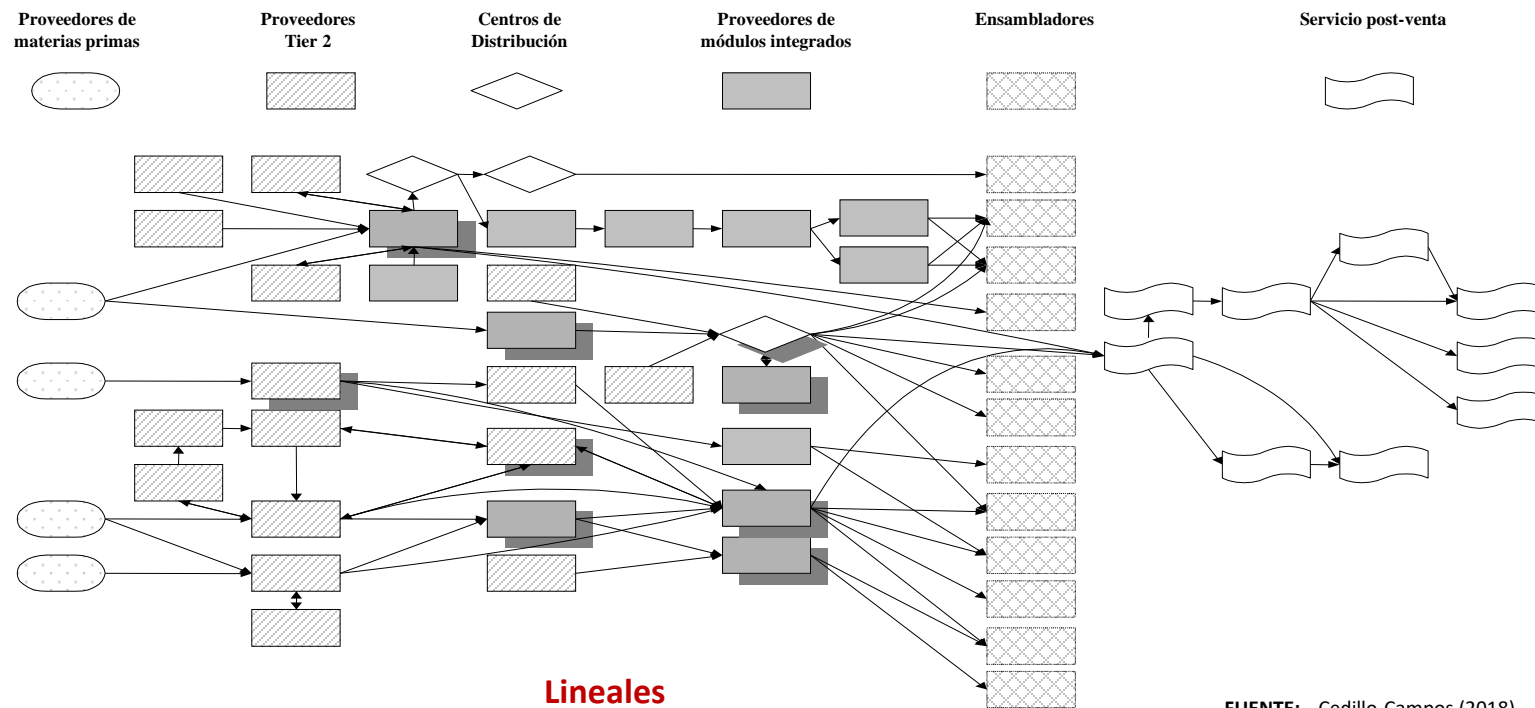 Proveedores de
materias primas
Proveedores
Tier 2
Centros de
Distribución
Proveedores de
módulos integrados
Ensambladores
Servicio post-venta
Lineales
FUENTE: Cedillo-Campos (2018)